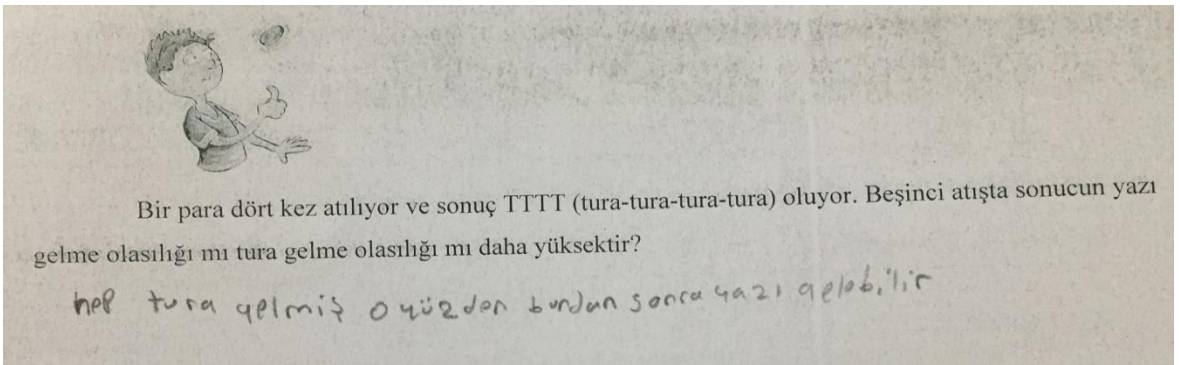 Bir para dört kez atılıyor ve sonuç TTTT (tura-tura-tura-tura) oluyor. Beşinci atışta sonucun yazı
gelme olasılığı mı tura gelme olasılığı mı daha yüksektir?
hep tura gelmiş o yüzden bundan sonra yazı gelebilir